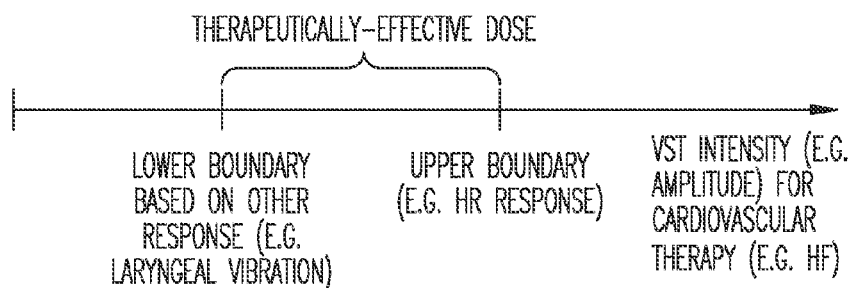 THERAPEUTICALLY-EFFECTIVE DOSE
LOWER BOUNDARY
BASED ON OTHER
RESPONSE (E.G.
LARYNGEAL VIBRATION)
UPPER BOUNDARY
(E.G. HR RESPONSE)
VST INTENSITY (E.G.
AMPLITUDE) FOR
CARDIOVASCULAR
THERAPY (E.G. HF)